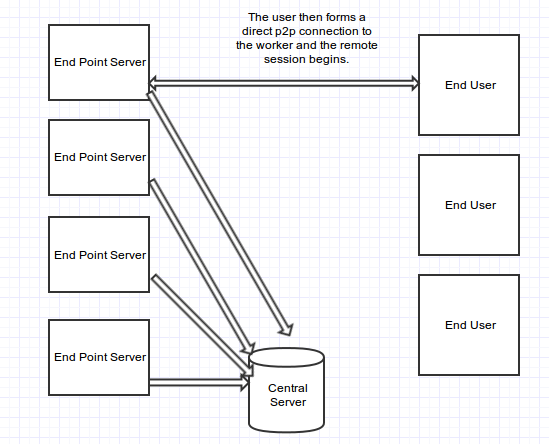 The user then forms a
direct p2p connection to
the worker and the remote
session begins.
End Point Server
End User
End Point Server
End User
End Point Server
End User
End Point Server
Central
Server